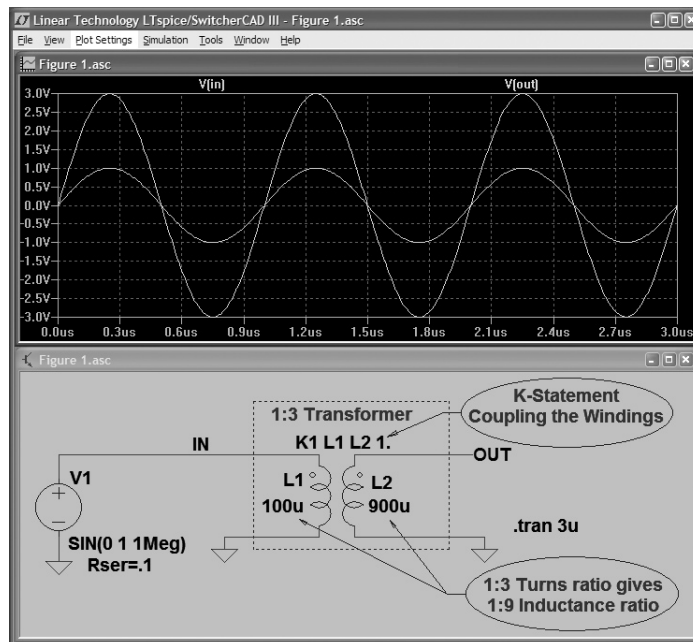 Linear Technology LTspice/SwitcherCAD III - Figure 1.asc
File View Plot Settings Simulation Tools Window Help
Figure 1.asc
V(in) V(out)
3.0V
2.5V
2.0V
1.5V
1.0V
0.5V
0.0V
-0.5V
-1.0V
-1.5V
-2.0V
-2.5V
-3.0V
0.0us 0.3us 0.6us 0.9us 1.2us 1.5us 1.8us 2.1us 2.4us 2.7us 3.0us
Figure 1.asc
K-Statement
Coupling the Windings
1:3 Transformer
IN K1 L1 L2 1. OUT
V1 L1 L2
100u 900u
.tran 3u
SIN(0 1 1Meg)
Rser=.1
1:3 Turns ratio gives
1:9 Inductance ratio